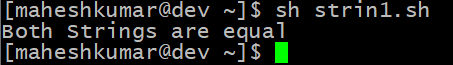 [maheshkumar@dev ~]$ sh strin1.sh
Both Strings are equal
[maheshkumar@dev ~]$